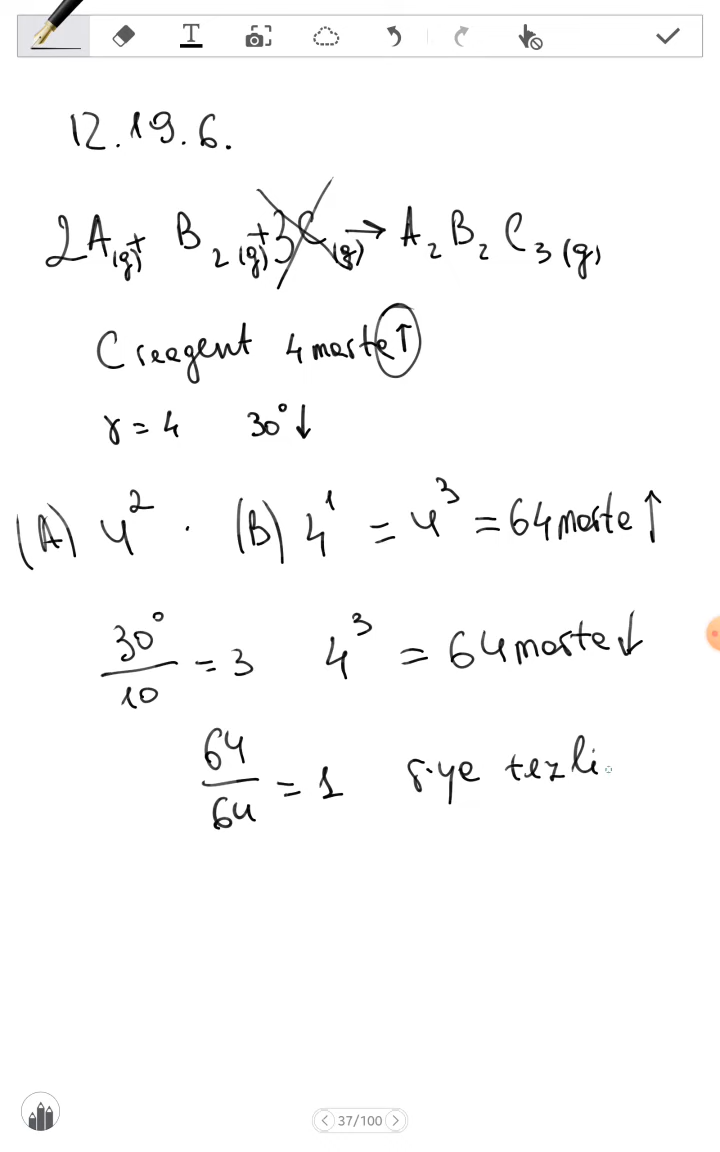 12.19.6.
2A(g) + B₂(g) + 3C(g) → A₂B₂C₃(g)
C reagent 4 marte ↑
γ = 4 30° ↓
(A) 4² · (B) 4¹ = 4³ = 64 marte ↑
30°/10 = 3 4³ = 64 marte ↓
64/64 = 1 r-ye tezli
37/100